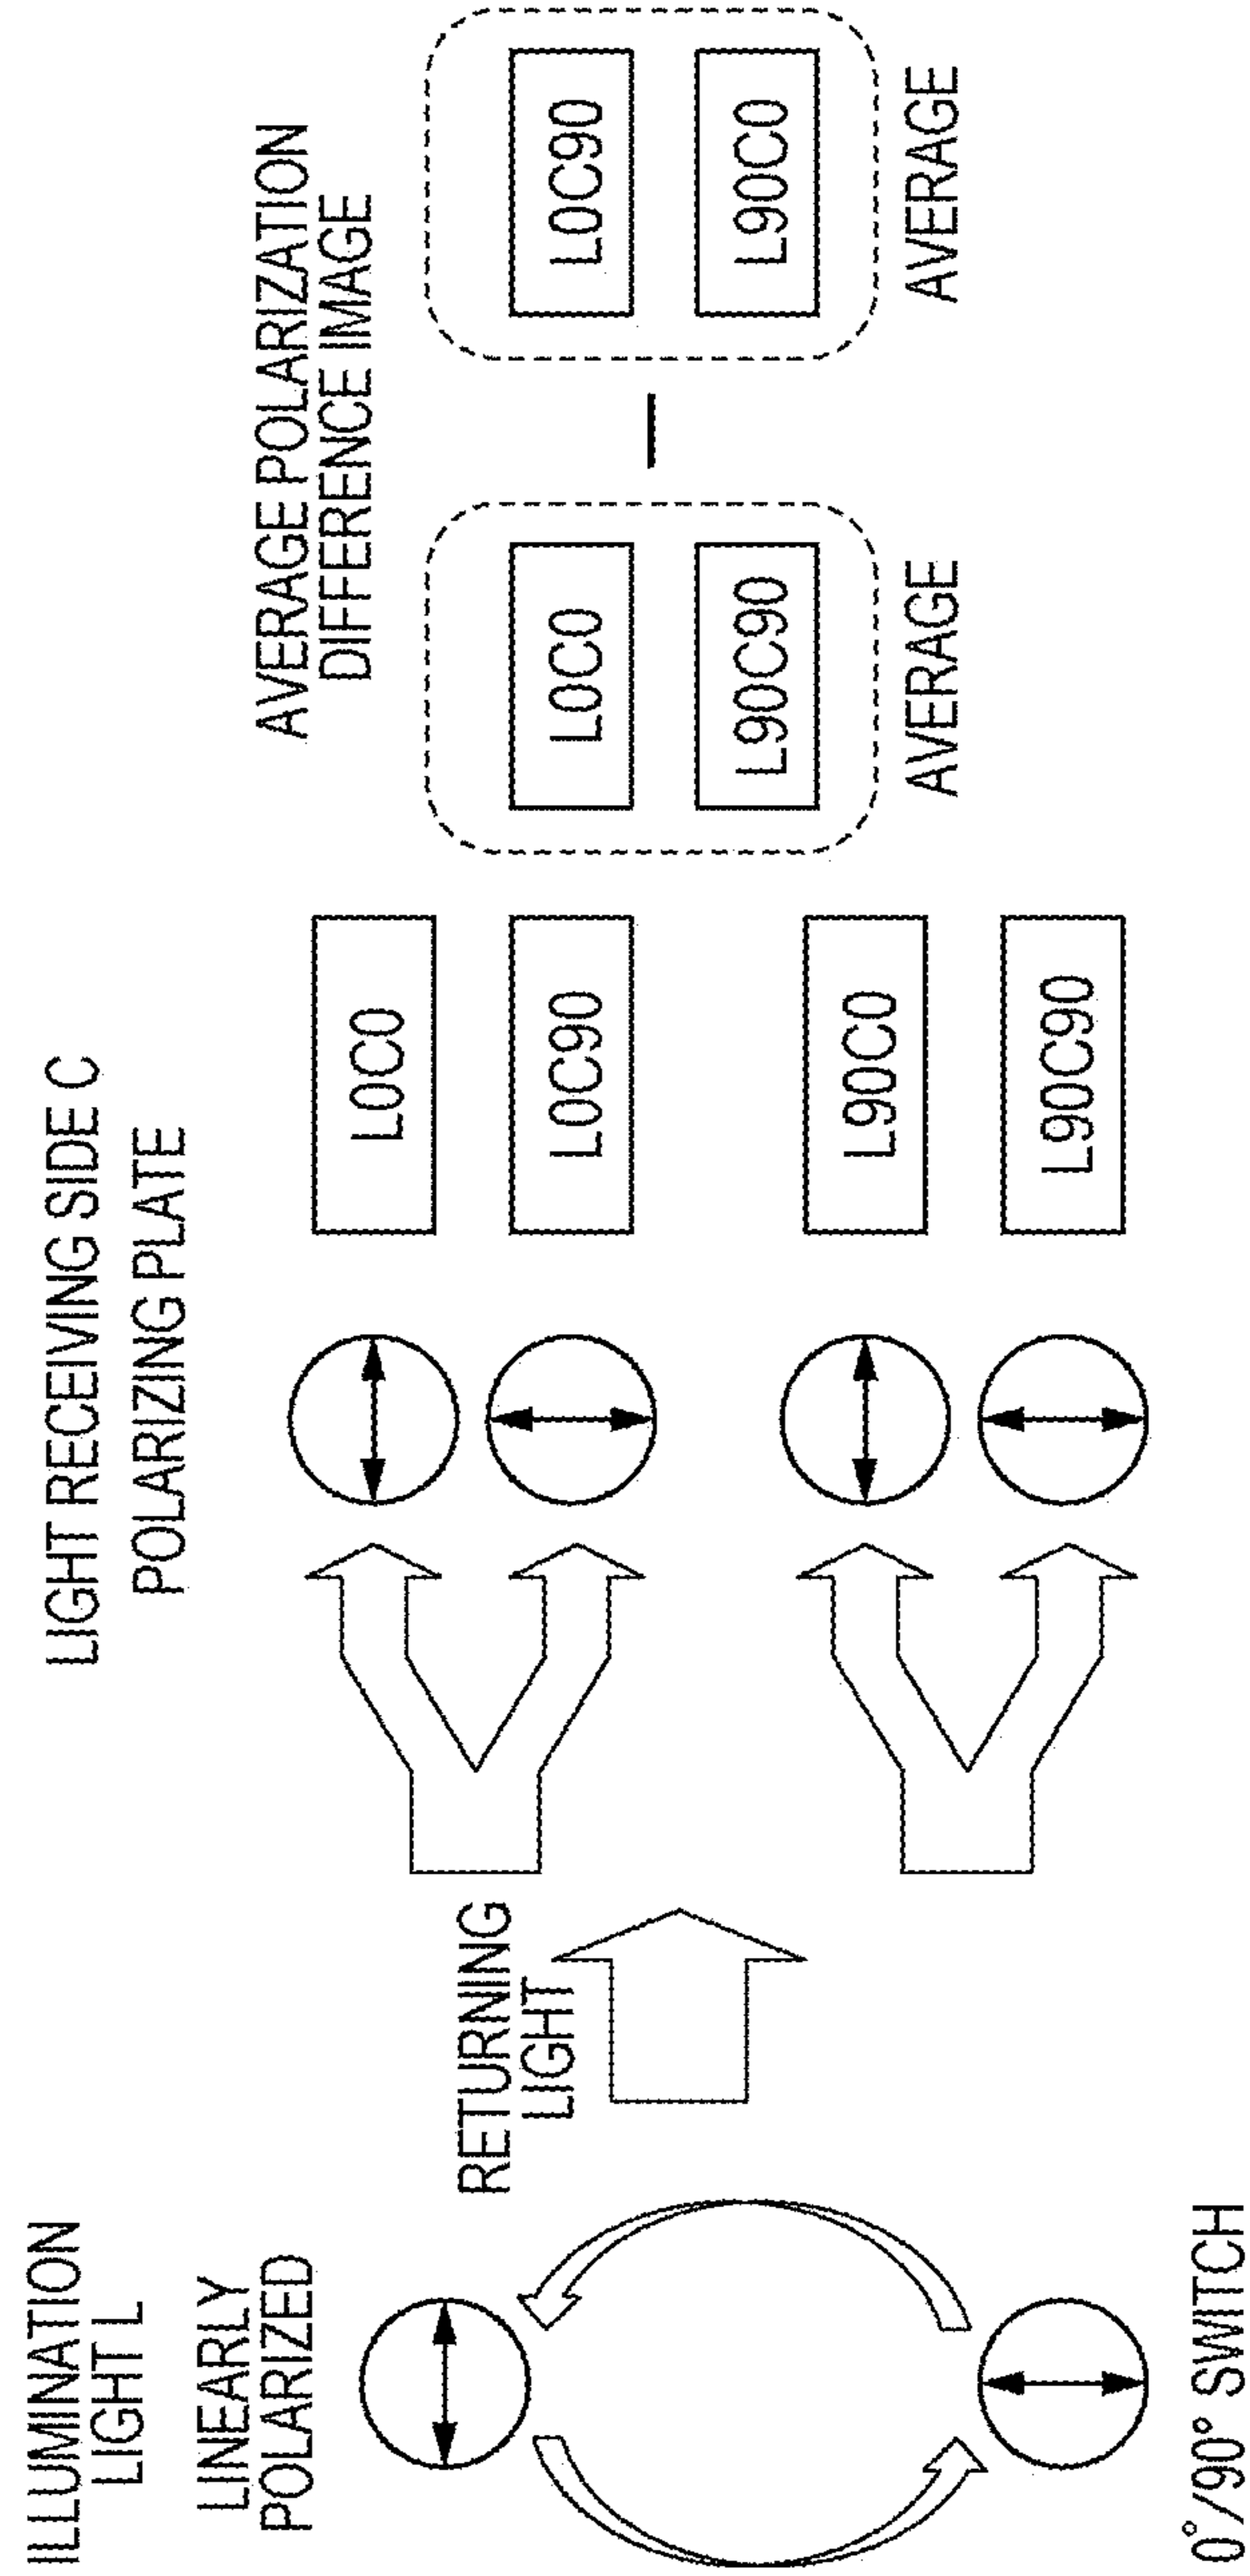 ILLUMINATION
LIGHT L
LINEARLY
POLARIZED
0°/90° SWITCH
RETURNING
LIGHT
LIGHT RECEIVING SIDE C
POLARIZING PLATE
L0C0
L0C90
L90C0
L90C90
AVERAGE POLARIZATION
DIFFERENCE IMAGE
L0C0
L90C90
AVERAGE
—
L0C90
L90C0
AVERAGE